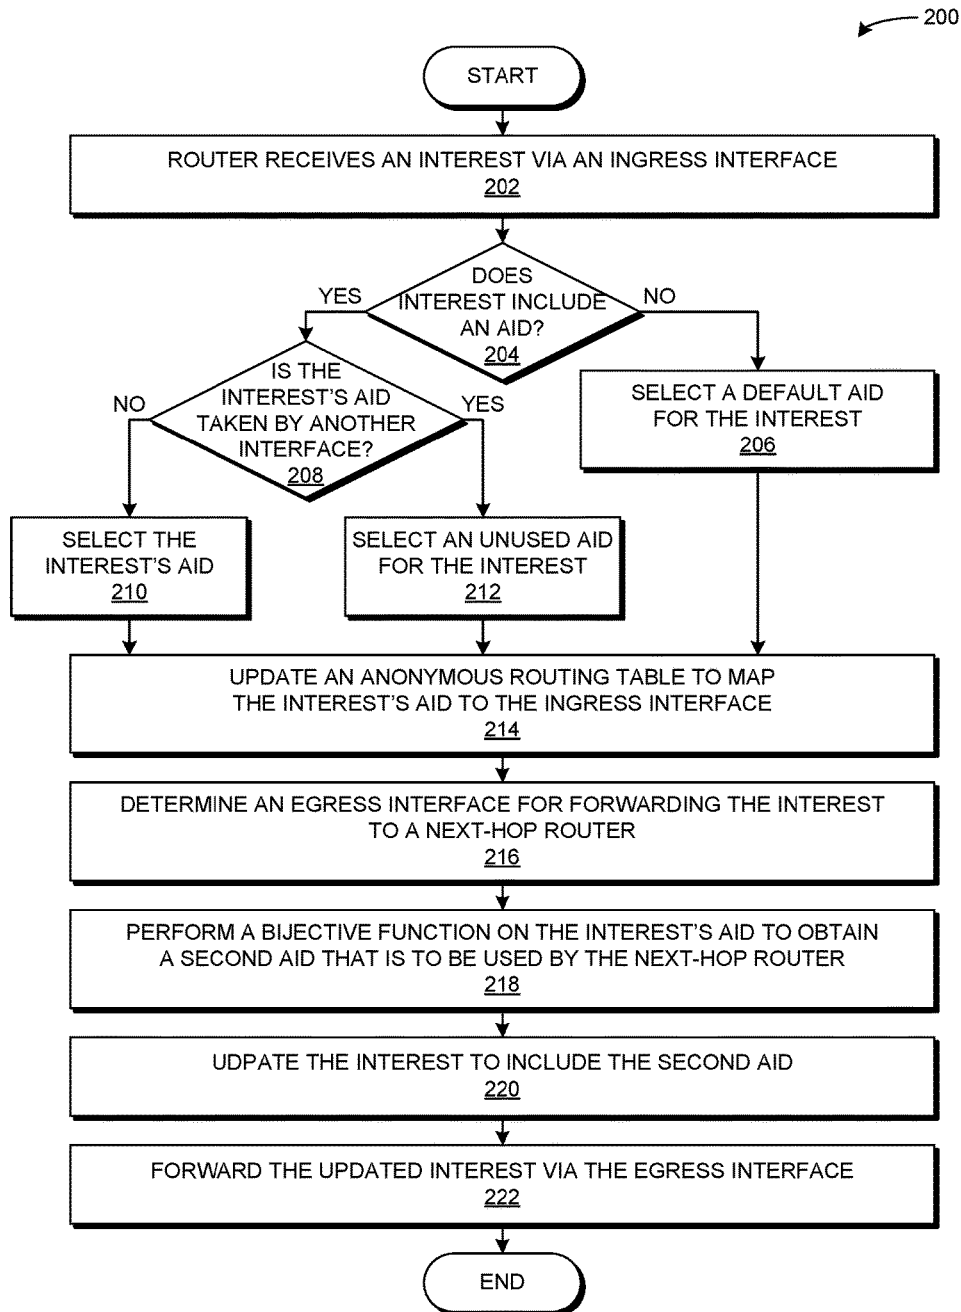 200
START
ROUTER RECEIVES AN INTEREST VIA AN INGRESS INTERFACE
202
DOES
INTEREST INCLUDE
AN AID?
204
YES
NO
IS THE
INTEREST'S AID
TAKEN BY ANOTHER
INTERFACE?
208
NO
YES
SELECT A DEFAULT AID
FOR THE INTEREST
206
SELECT THE
INTEREST'S AID
210
SELECT AN UNUSED AID
FOR THE INTEREST
212
UPDATE AN ANONYMOUS ROUTING TABLE TO MAP
THE INTEREST'S AID TO THE INGRESS INTERFACE
214
DETERMINE AN EGRESS INTERFACE FOR FORWARDING THE INTEREST
TO A NEXT-HOP ROUTER
216
PERFORM A BIJECTIVE FUNCTION ON THE INTEREST'S AID TO OBTAIN
A SECOND AID THAT IS TO BE USED BY THE NEXT-HOP ROUTER
218
UDPATE THE INTEREST TO INCLUDE THE SECOND AID
220
FORWARD THE UPDATED INTEREST VIA THE EGRESS INTERFACE
222
END